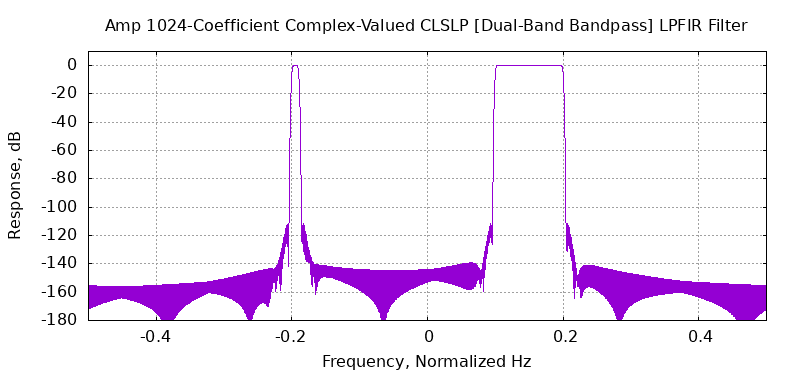 Amp 1024-Coefficient Complex-Valued CLSLP [Dual-Band Bandpass] LPFIR Filter
0
-20
-40
-60
-80
-100
-120
-140
-160
-180
Response, dB
-0.4 -0.2 0 0.2 0.4
Frequency, Normalized Hz